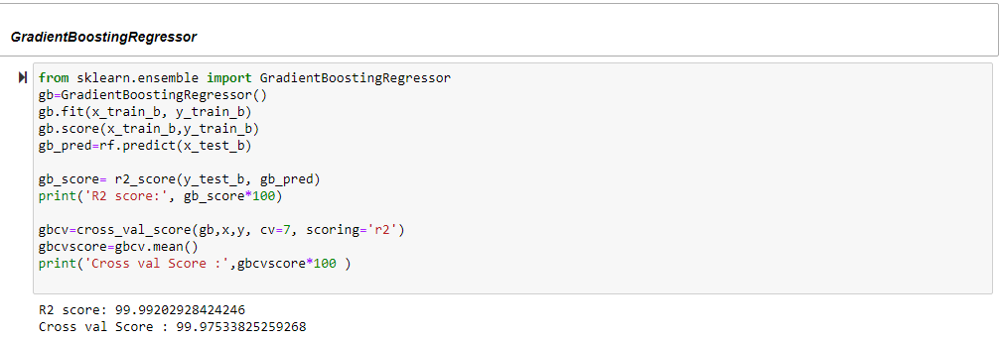 GradientBoostingRegressor
from sklearn.ensemble import GradientBoostingRegressor
gb=GradientBoostingRegressor()
gb.fit(x_train_b, y_train_b)
gb.score(x_train_b,y_train_b)
gb_pred=rf.predict(x_test_b)
gb_score= r2_score(y_test_b, gb_pred)
print('R2 score:', gb_score*100)
gbcv=cross_val_score(gb,x,y, cv=7, scoring='r2')
gbcvscore=gbcv.mean()
print('Cross val Score :',gbcvscore*100 )
R2 score: 99.99202928424246
Cross val Score : 99.97533825259268